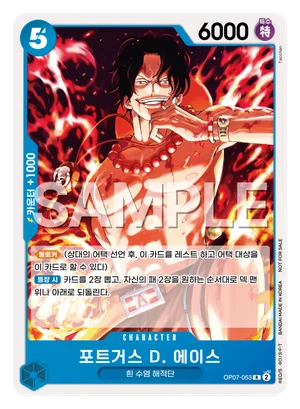 5
6000
특수
特
Tacchan
⚡카운터 +1000
SAMPLE
블로커 (상대의 어택 선언 후, 이 카드를 레스트 하고 어택 대상을
이 카드로 할 수 있다)
등장 시 카드를 2장 뽑고, 자신의 패 2장을 원하는 순서대로 덱 맨
위나 아래로 되돌린다.
CHARACTER
포트거스 D. 에이스
흰 수염 해적단
OP07-053 R
2
NOT FOR SALE
BANDAI MADE IN KOREA